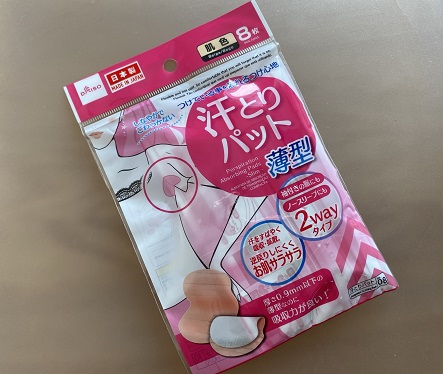 DAISO
日本製
MADE IN JAPAN
肌色
8枚
汗とり
パット
薄型
Perspiration
Absorbing Pads
Slim
袖付きの服にも
ノースリーブにも
2way
タイプ
汗をすばやく
吸収・拡散。
逆戻りしにくく
お肌サラサラ
厚さ0.9mm以下の
薄型なのに
吸収力が良い!